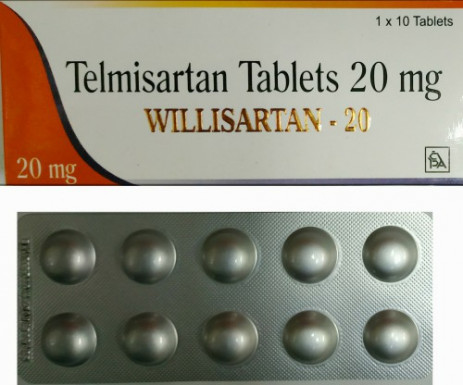 1 x 10 Tablets
Telmisartan Tablets 20 mg
WILLISARTAN - 20
20 mg